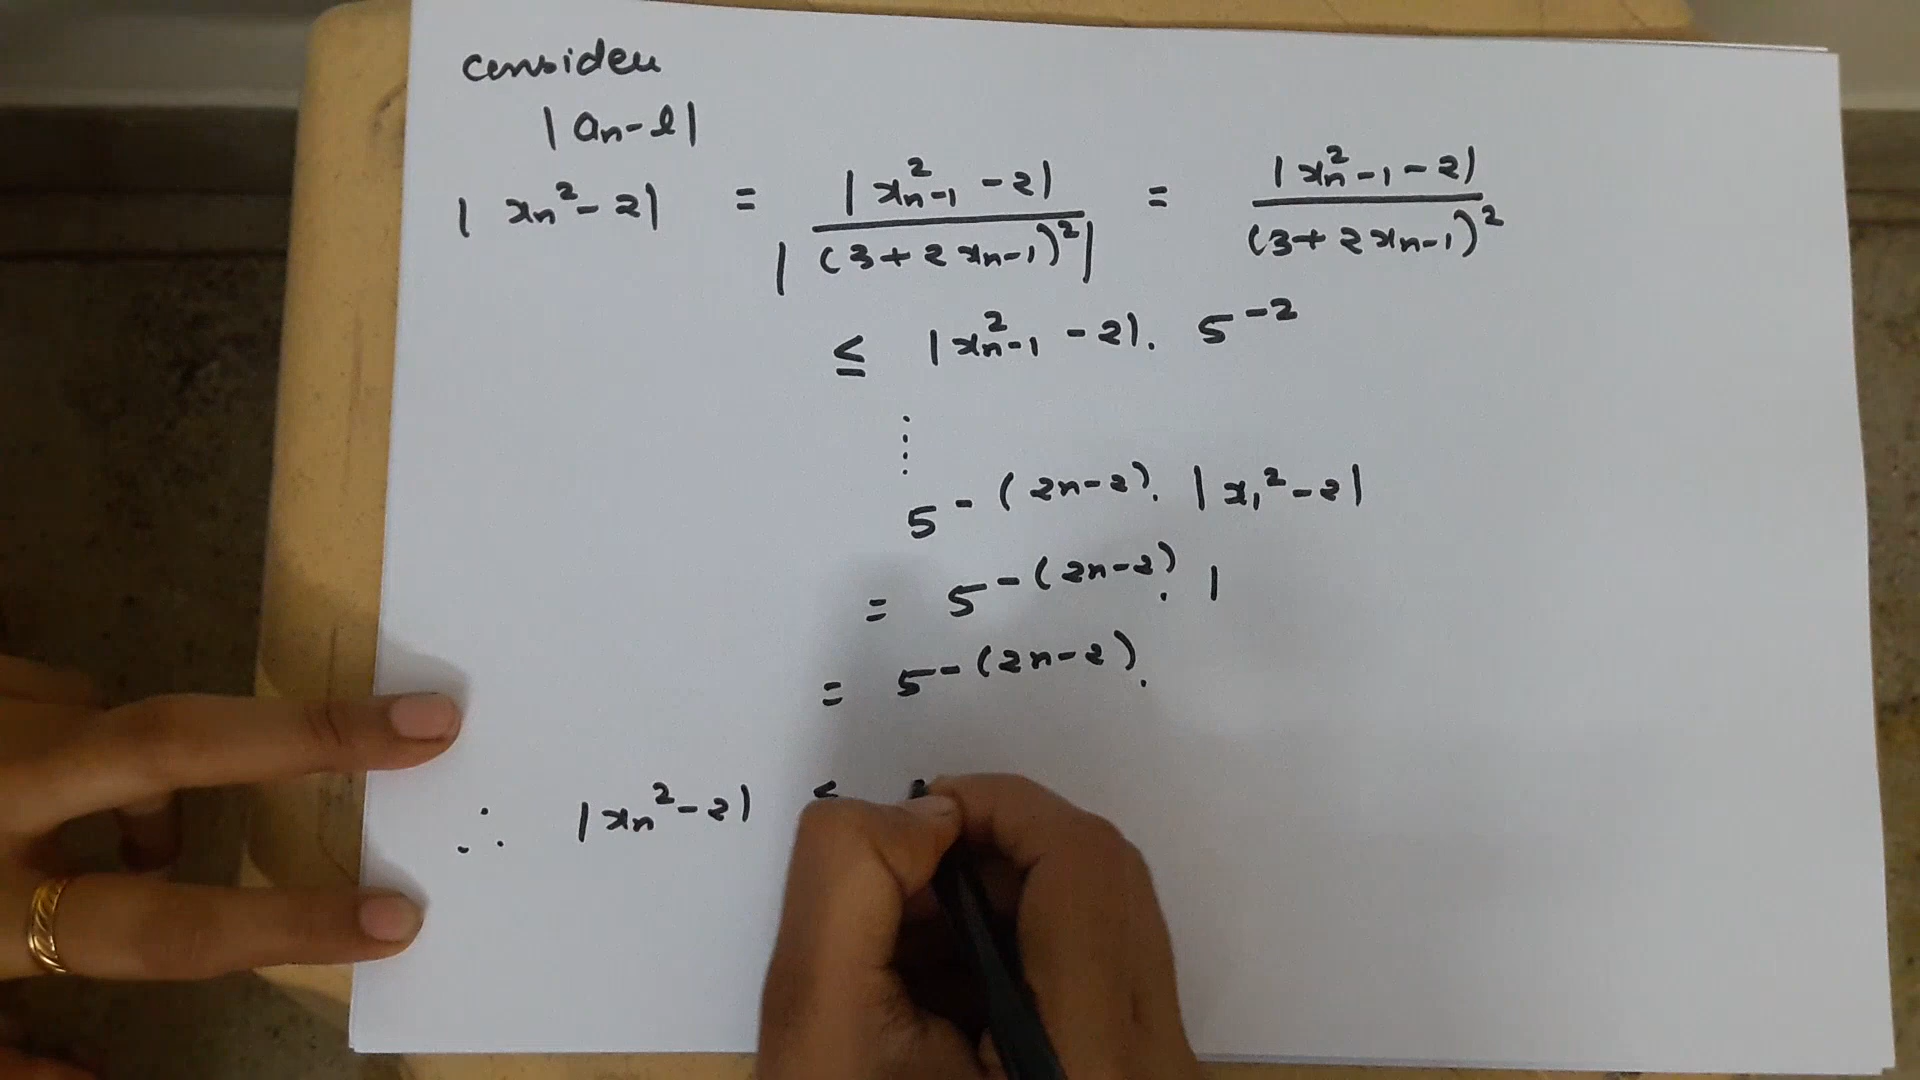 consider
|an-l|
|xn²-2| = |x²n-1 -2| / |(3+2xn-1)²| = |x²n-1-2| / (3+2xn-1)²
≤ |x²n-1 -2|. 5⁻²
⋮
5^-(2n-2). |x₁²-2|
= 5^-(2n-2). 1
= 5^-(2n-2).
∴ |xn²-2| ≤